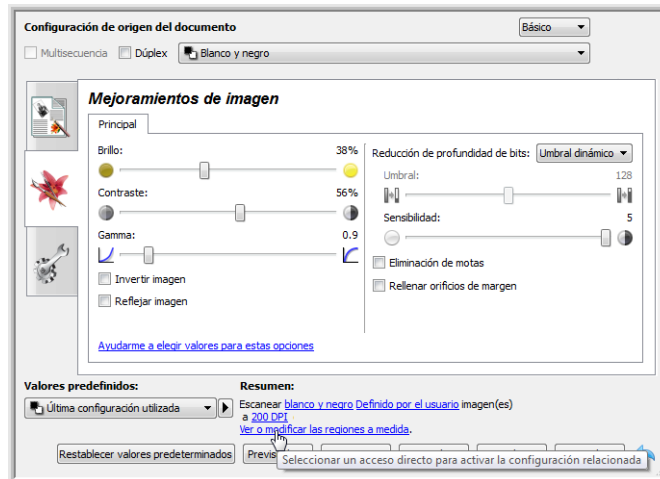 Configuración de origen del documento
Básico
Multisecuencia Dúplex Blanco y negro
Mejoramientos de imagen
Principal
Brillo: 38%
Contraste: 56%
Gamma: 0.9
Invertir imagen
Reflejar imagen
Ayudarme a elegir valores para estas opciones
Reducción de profundidad de bits: Umbral dinámico
Umbral: 128
Sensibilidad: 5
Eliminación de motas
Rellenar orificios de margen
Valores predefinidos:
Última configuración utilizada
Resumen:
Escanear blanco y negro Definido por el usuario imagen(es)
a 200 DPI
Ver o modificar las regiones a medida.
Restablecer valores predeterminados
Seleccionar un acceso directo para activar la configuración relacionada